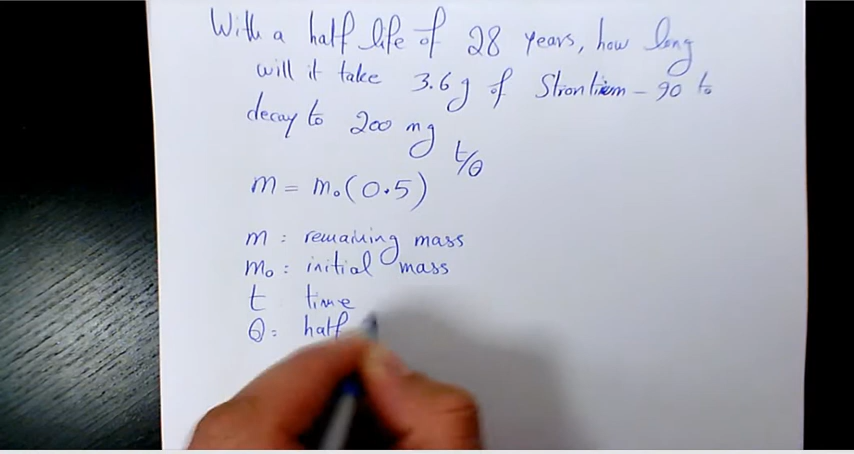 With a half life of 28 years, how long
will it take 3.6g of Strontium - 90 to
decay to 200 mg
m = m₀(0.5)^t/θ
m : remaining mass
m₀ : initial mass
t time
θ : half